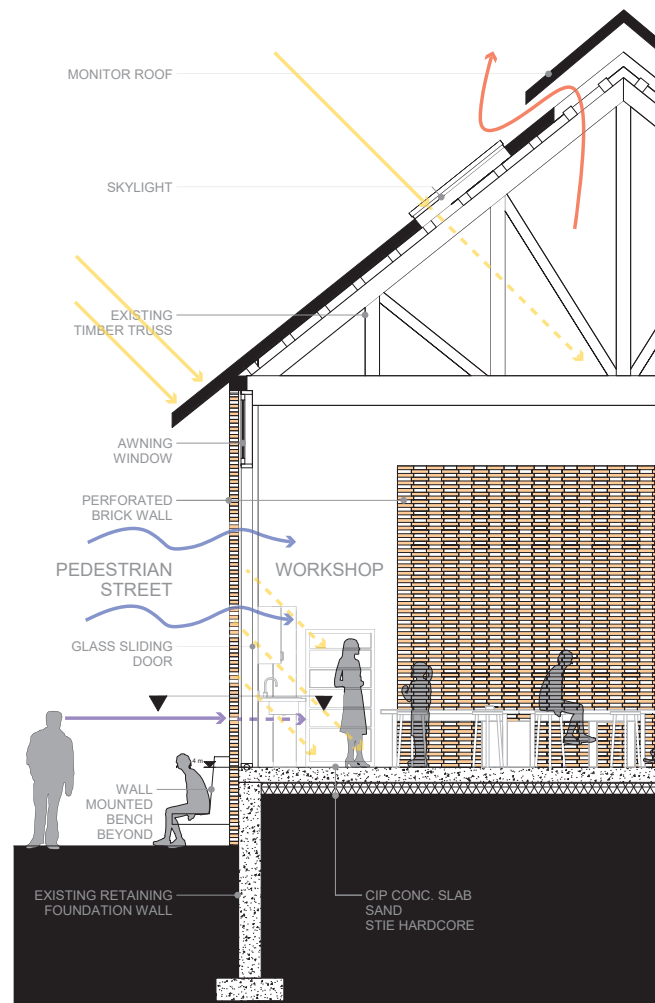 MONITOR ROOF
SKYLIGHT
EXISTING
TIMBER TRUSS
AWNING
WINDOW
PERFORATED
BRICK WALL
PEDESTRIAN
STREET
WORKSHOP
GLASS SLIDING
DOOR
4 m
WALL
MOUNTED
BENCH
BEYOND
EXISTING RETAINING
FOUNDATION WALL
CIP CONC. SLAB
SAND
STIE HARDCORE